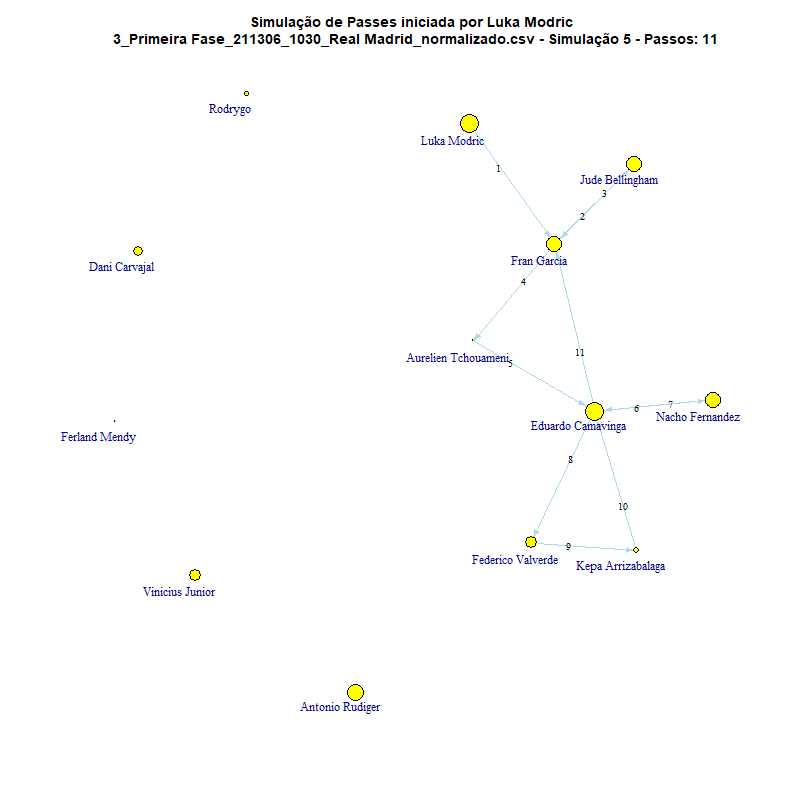 Simulação de Passes iniciada por Luka Modric
3_Primeira Fase_211306_1030_Real Madrid_normalizado.csv - Simulação 5 - Passos: 11
Rodrygo
Luka Modric
1
Jude Bellingham
3
2
Fran Garcia
Dani Carvajal
4
11
Aurelien Tchouameni
5
6
7
Nacho Fernandez
Eduardo Camavinga
Ferland Mendy
8
10
9
Federico Valverde
Kepa Arrizabalaga
Vinicius Junior
Antonio Rudiger